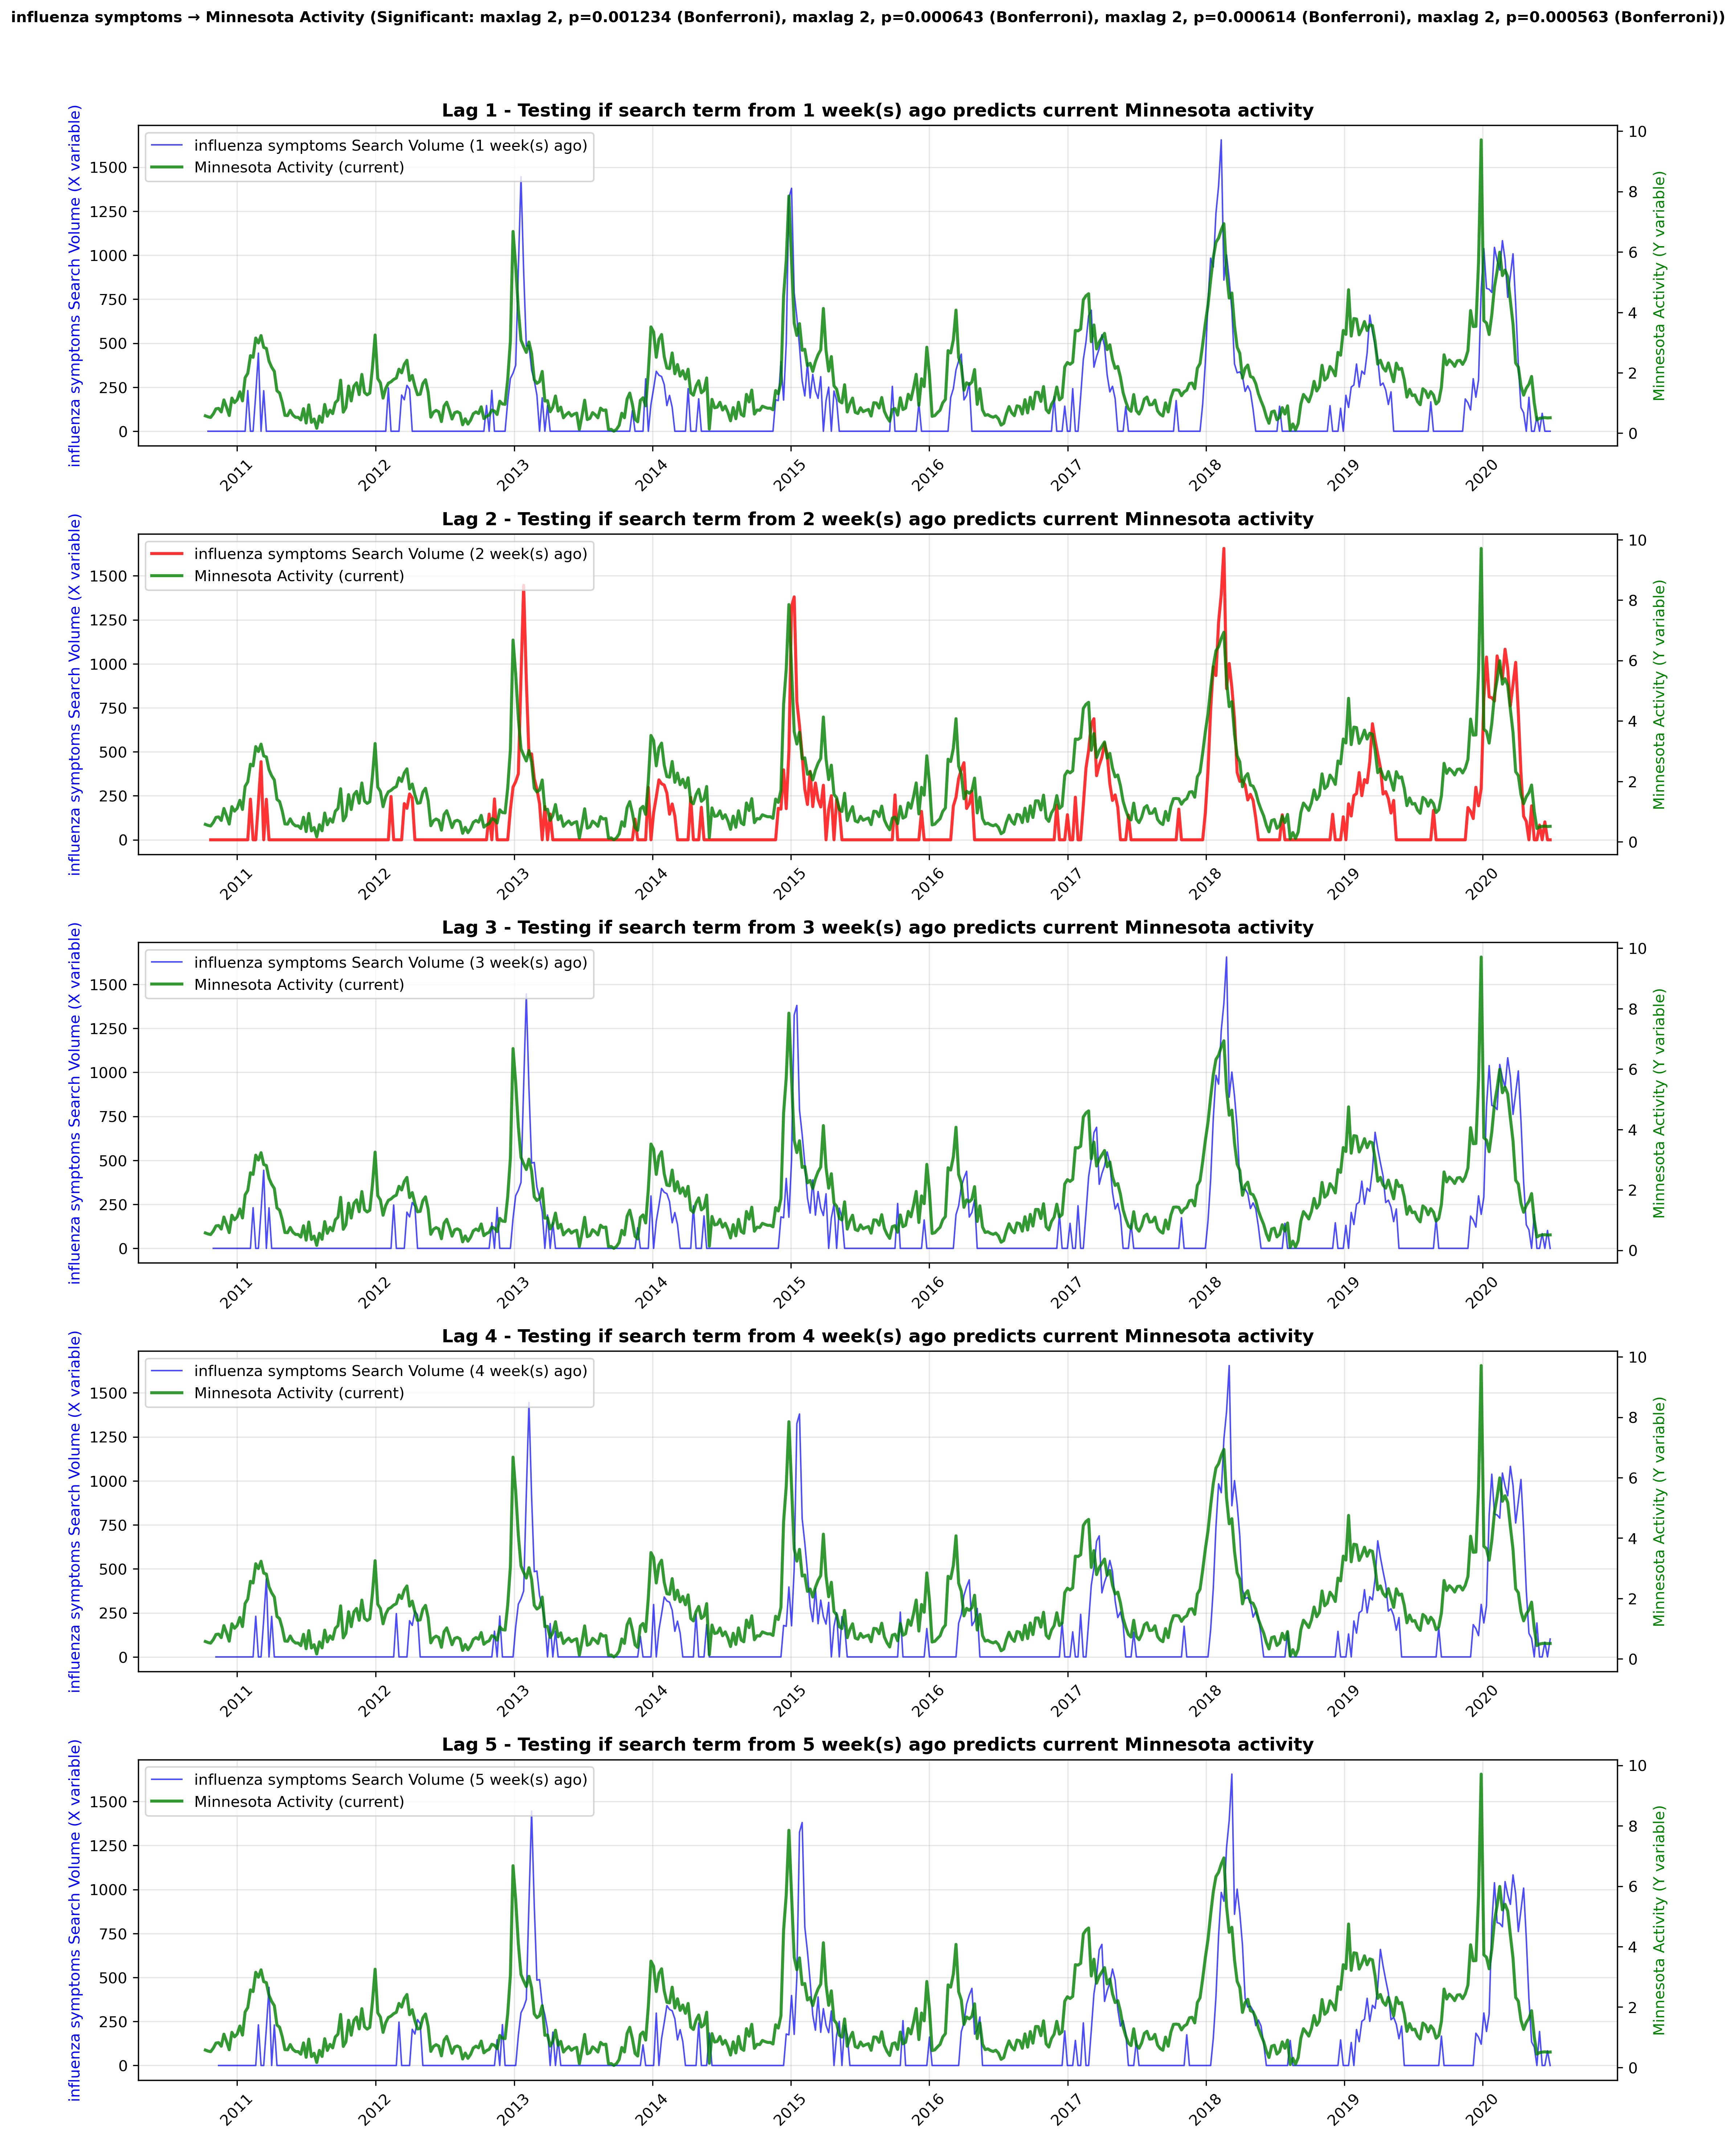 influenza symptoms → Minnesota Activity (Significant: maxlag 2, p=0.001234 (Bonferroni), maxlag 2, p=0.000643 (Bonferroni), maxlag 2, p=0.000614 (Bonferroni), maxlag 2, p=0.000563 (Bonferroni))
Lag 1 - Testing if search term from 1 week(s) ago predicts current Minnesota activity
influenza symptoms Search Volume (1 week(s) ago)
Minnesota Activity (current)
influenza symptoms Search Volume (X variable)
1500
1250
1000
750
500
250
0
10
8
6
4
2
0
Minnesota Activity (Y variable)
2011 2012 2013 2014 2015 2016 2017 2018 2019 2020
Lag 2 - Testing if search term from 2 week(s) ago predicts current Minnesota activity
influenza symptoms Search Volume (2 week(s) ago)
Minnesota Activity (current)
influenza symptoms Search Volume (X variable)
1500
1250
1000
750
500
250
0
10
8
6
4
2
0
Minnesota Activity (Y variable)
2011 2012 2013 2014 2015 2016 2017 2018 2019 2020
Lag 3 - Testing if search term from 3 week(s) ago predicts current Minnesota activity
influenza symptoms Search Volume (3 week(s) ago)
Minnesota Activity (current)
influenza symptoms Search Volume (X variable)
1500
1250
1000
750
500
250
0
10
8
6
4
2
0
Minnesota Activity (Y variable)
2011 2012 2013 2014 2015 2016 2017 2018 2019 2020
Lag 4 - Testing if search term from 4 week(s) ago predicts current Minnesota activity
influenza symptoms Search Volume (4 week(s) ago)
Minnesota Activity (current)
influenza symptoms Search Volume (X variable)
1500
1250
1000
750
500
250
0
10
8
6
4
2
0
Minnesota Activity (Y variable)
2011 2012 2013 2014 2015 2016 2017 2018 2019 2020
Lag 5 - Testing if search term from 5 week(s) ago predicts current Minnesota activity
influenza symptoms Search Volume (5 week(s) ago)
Minnesota Activity (current)
influenza symptoms Search Volume (X variable)
1500
1250
1000
750
500
250
0
10
8
6
4
2
0
Minnesota Activity (Y variable)
2011 2012 2013 2014 2015 2016 2017 2018 2019 2020